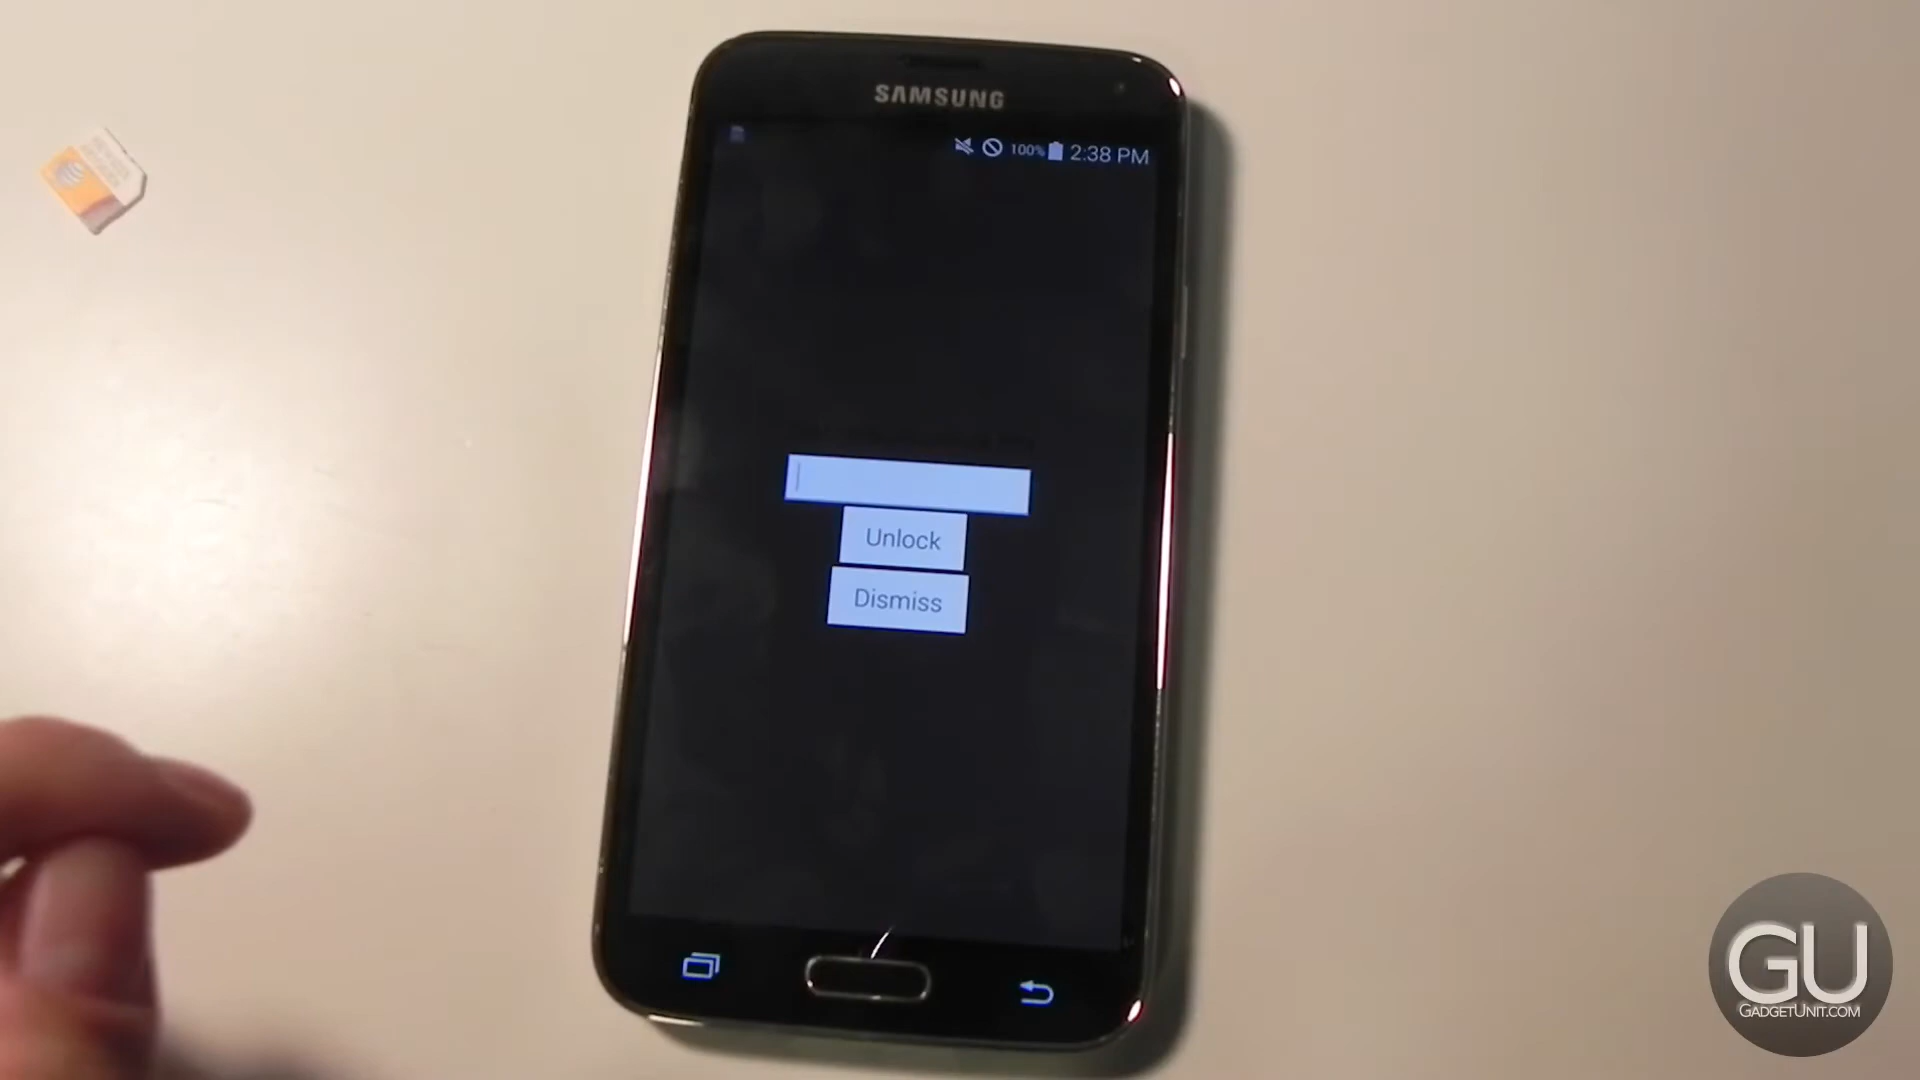 SAMSUNG
100% 2:38 PM
Unlock
Dismiss
GU
GADGETUNIT.COM